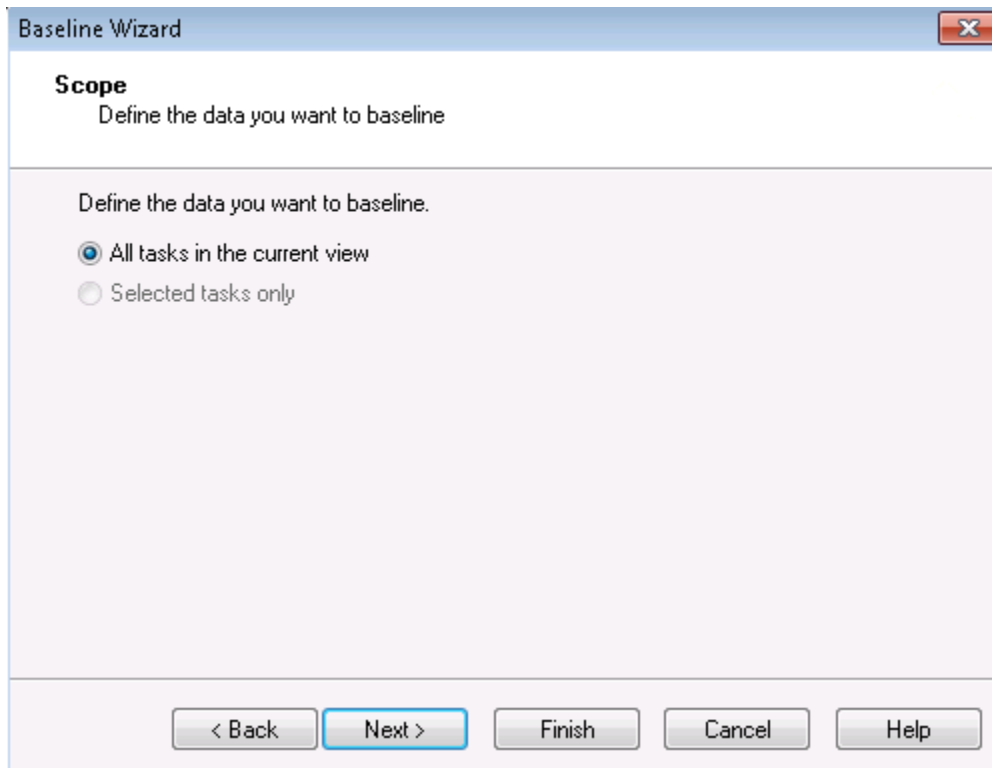 Baseline Wizard
Scope
Define the data you want to baseline
Define the data you want to baseline.
All tasks in the current view
Selected tasks only
< Back Next > Finish Cancel Help